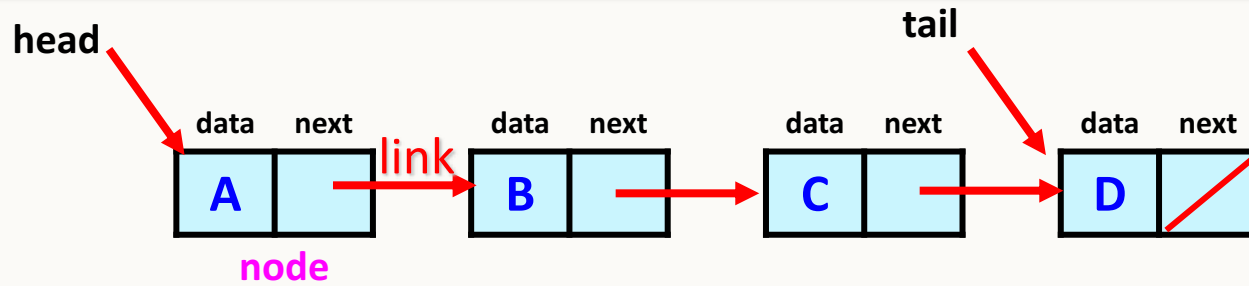 head
tail
data next data next data next data next
link
A B C D
node